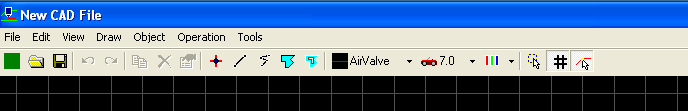 New CAD File
File Edit View Draw Object Operation Tools
AirValve 7.0